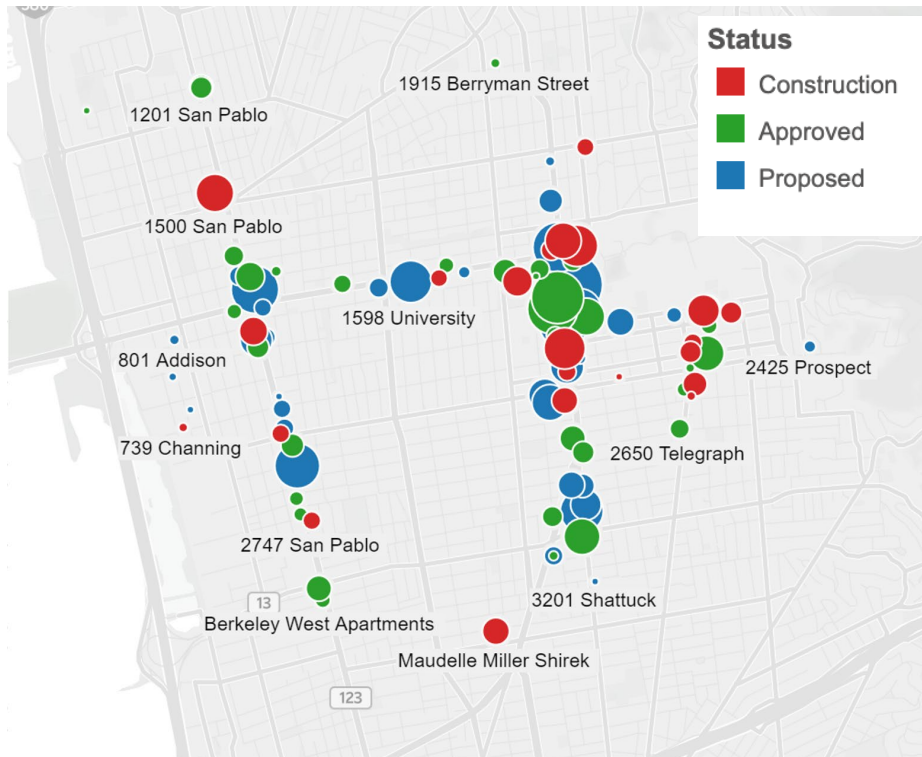 580
1915 Berryman Street
1201 San Pablo
Status
Construction
Approved
Proposed
1500 San Pablo
1598 University
801 Addison
2425 Prospect
739 Channing
2650 Telegraph
2747 San Pablo
13
3201 Shattuck
Berkeley West Apartments
Maudelle Miller Shirek
123